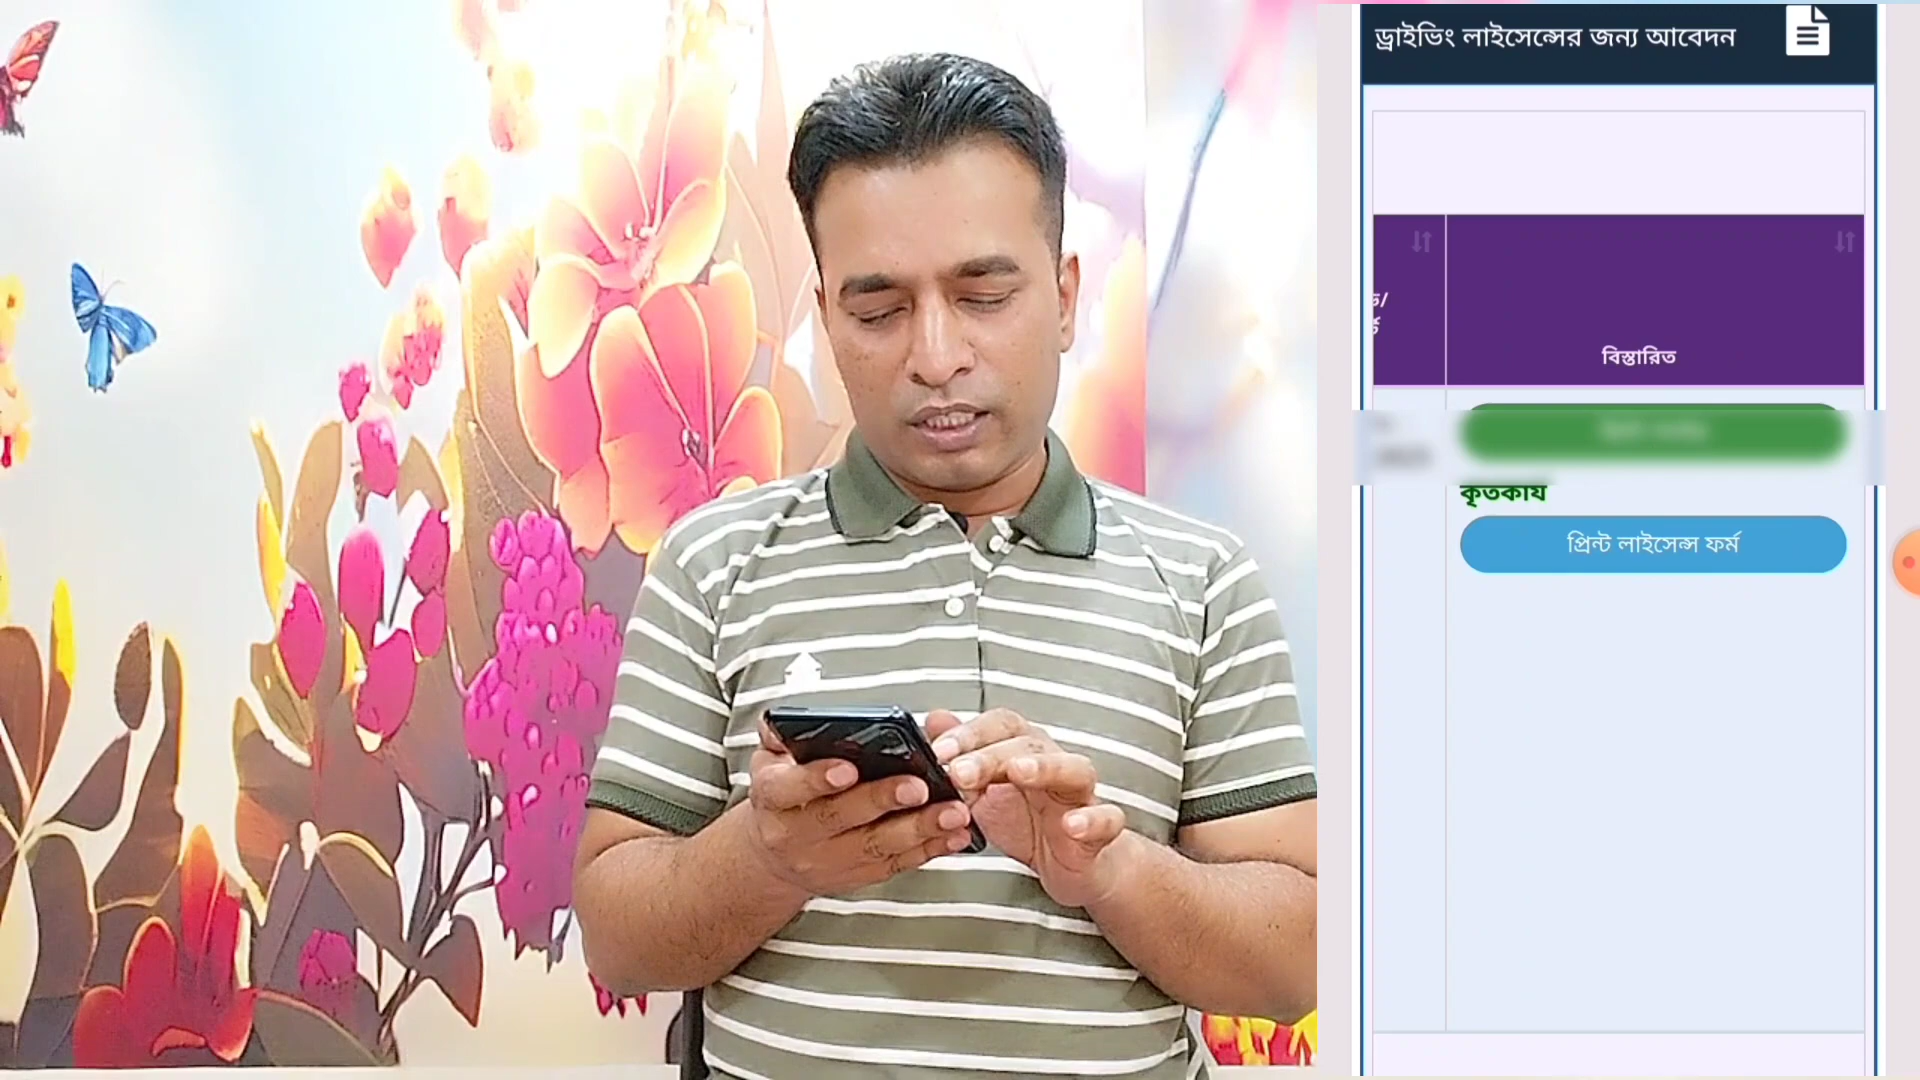 ড্রাইভিং লাইসেন্সের জন্য আবেদন
বিস্তারিত
কৃতকার্য
প্রিন্ট লাইসেন্স ফর্ম